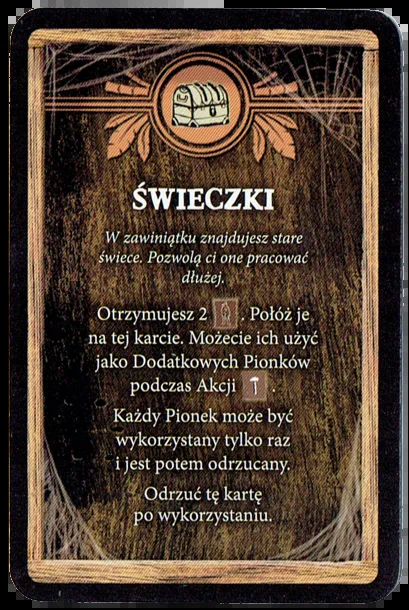 ŚWIECZKI
W zawiniątku znajdujesz stare
świece. Pozwolą ci one pracować
dłużej.
Otrzymujesz 2 . Połóż je
na tej karcie. Możecie ich użyć
jako Dodatkowych Pionków
podczas Akcji .
Każdy Pionek może być
wykorzystany tylko raz
i jest potem odrzucany.
Odrzuć tę kartę
po wykorzystaniu.